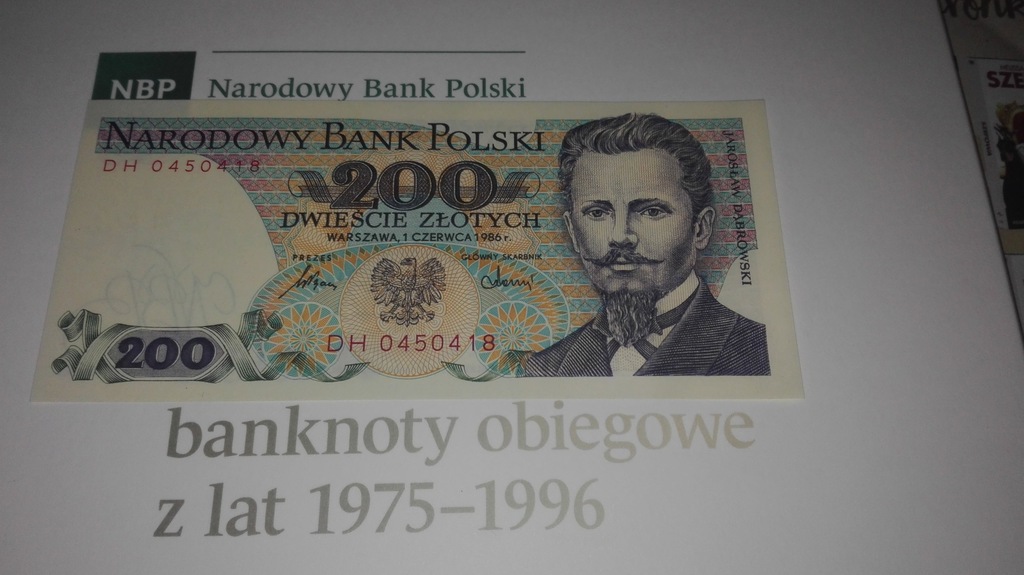 NBP Narodowy Bank Polski
NARODOWY BANK POLSKI
DH 0450418
200
DWIEŚCIE ZŁOTYCH
WARSZAWA, 1 CZERWCA 1986 r.
PREZES GŁÓWNY SKARBNIK
JAROSŁAW DĄBROWSKI
DH 0450418
200
banknoty obiegowe
z lat 1975–1996
SZE